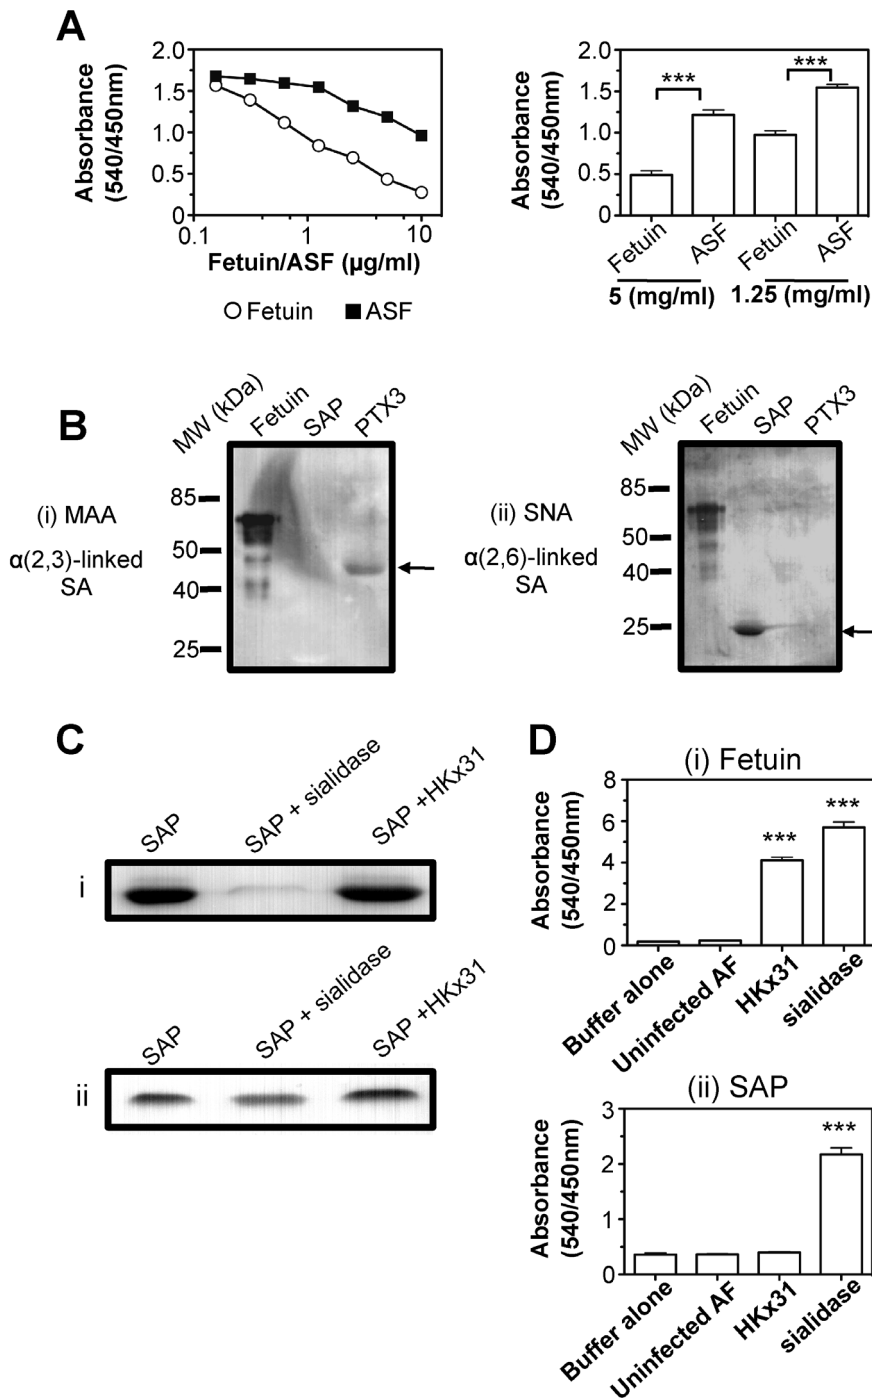 A
Absorbance
(540/450nm)
2.0
1.5
1.0
0.5
0
0.1
1
10
Fetuin/ASF (µg/ml)
Fetuin
ASF
Absorbance
(540/450nm)
2.0
1.5
1.0
0.5
0
***
***
Fetuin
ASF
Fetuin
ASF
5 (mg/ml)
1.25 (mg/ml)
B
MW (kDa)
Fetuin
SAP
PTX3
(i) MAA
α(2,3)-linked
SA
85
50
40
25
MW (kDa)
Fetuin
SAP
PTX3
(ii) SNA
α(2,6)-linked
SA
85
50
40
25
C
SAP
SAP + sialidase
SAP +HKx31
i
SAP
SAP + sialidase
SAP +HKx31
ii
D
(i) Fetuin
Absorbance
(540/450nm)
8
6
4
2
0
***
***
Buffer alone
Uninfected AF
HKx31
sialidase
(ii) SAP
Absorbance
(540/450nm)
3
2
1
0
***
Buffer alone
Uninfected AF
HKx31
sialidase